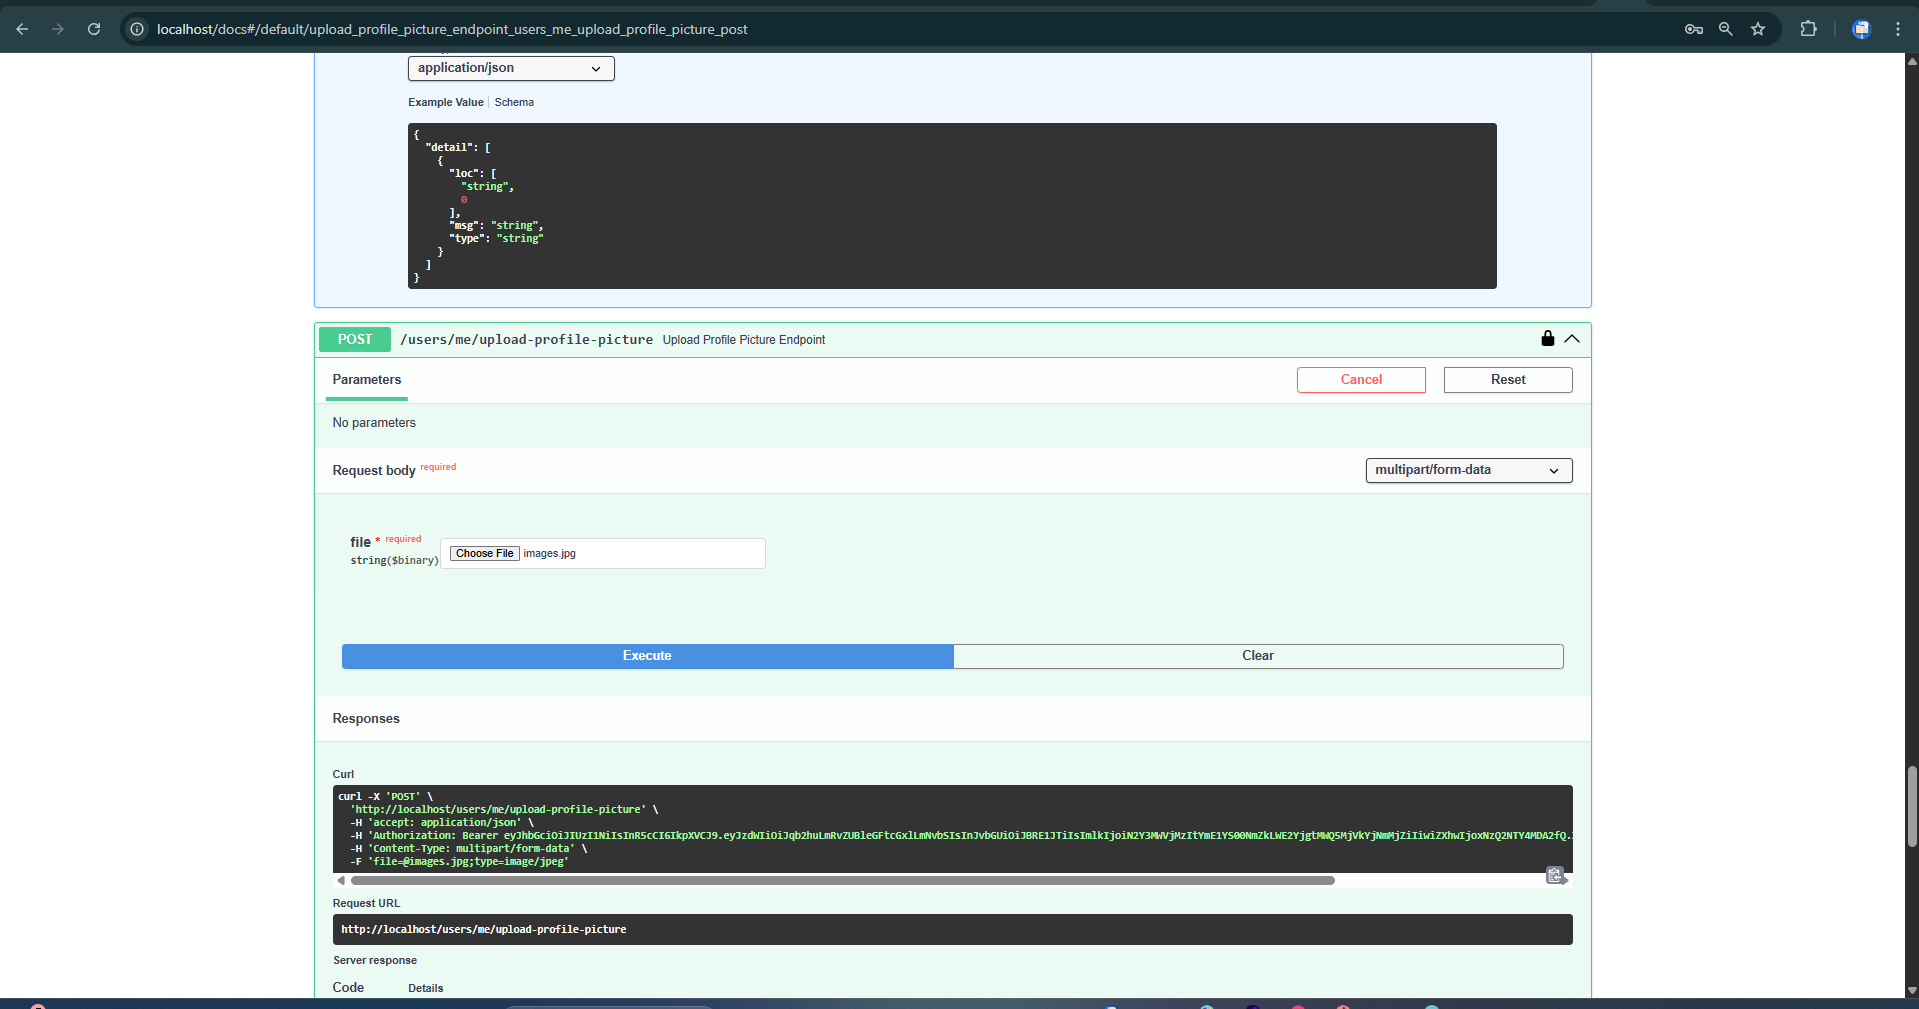 localhost/docs#/default/upload_profile_picture_endpoint_users_me_upload_profile_picture_post
application/json
Example Value | Schema
{
  "detail": [
    {
      "loc": [
        "string",
        0
      ],
      "msg": "string",
      "type": "string"
    }
  ]
}
POST /users/me/upload-profile-picture Upload Profile Picture Endpoint
Parameters
Cancel
Reset
No parameters
Request body required
multipart/form-data
file * required
string($binary)
Choose File images.jpg
Execute
Clear
Responses
Curl
curl -X 'POST' \
  'http://localhost/users/me/upload-profile-picture' \
  -H 'accept: application/json' \
  -H 'Authorization: Bearer
  -H 'Content-Type: multipart/form-data' \
  -F 'file=@images.jpg;type=image/jpeg'
Request URL
http://localhost/users/me/upload-profile-picture
Server response
Code Details